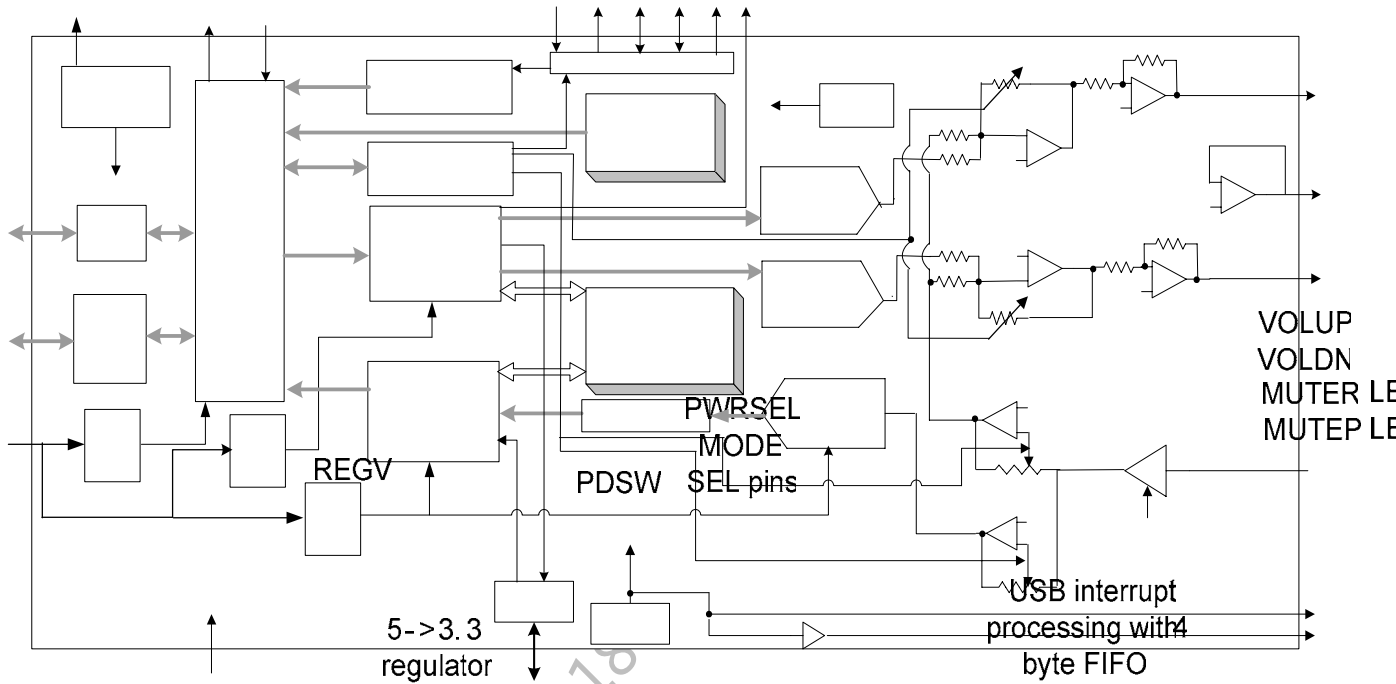 VOLUP
VOLDN
MUTER LE
MUTEP LE
PWRSEL
MODE
SEL pins
REGV
PDSW
USB interrupt
processing with4
byte FIFO
5->3.3
regulator
18